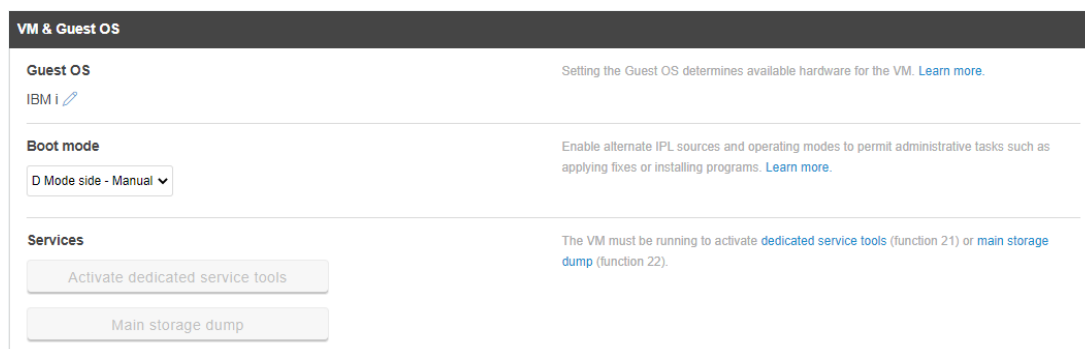 VM & Guest OS
Guest OS
Setting the Guest OS determines available hardware for the VM. Learn more.
IBM i
Boot mode
Enable alternate IPL sources and operating modes to permit administrative tasks such as
applying fixes or installing programs. Learn more.
D Mode side - Manual
Services
The VM must be running to activate dedicated service tools (function 21) or main storage
dump (function 22).
Activate dedicated service tools
Main storage dump